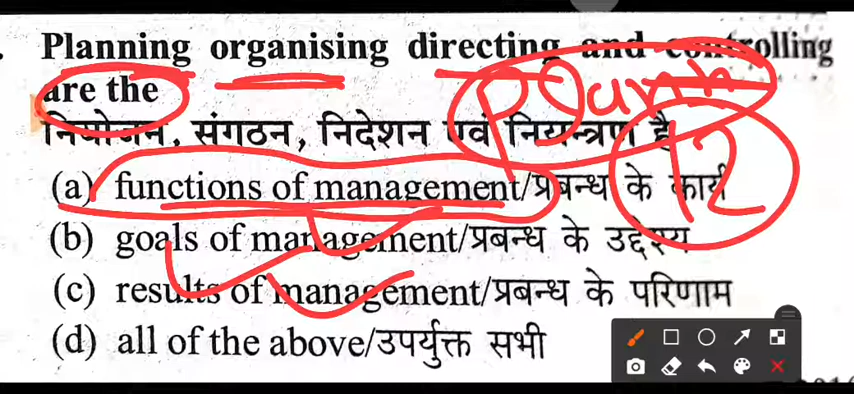 . Planning organising directing and controlling
are the
नियोजन, संगठन, निदेशन एवं नियन्त्रण है
(a) functions of management/प्रबन्ध के कार्य
(b) goals of management/प्रबन्ध के उद्देश्य
(c) results of management/प्रबन्ध के परिणाम
(d) all of the above/उपर्युक्त सभी
12